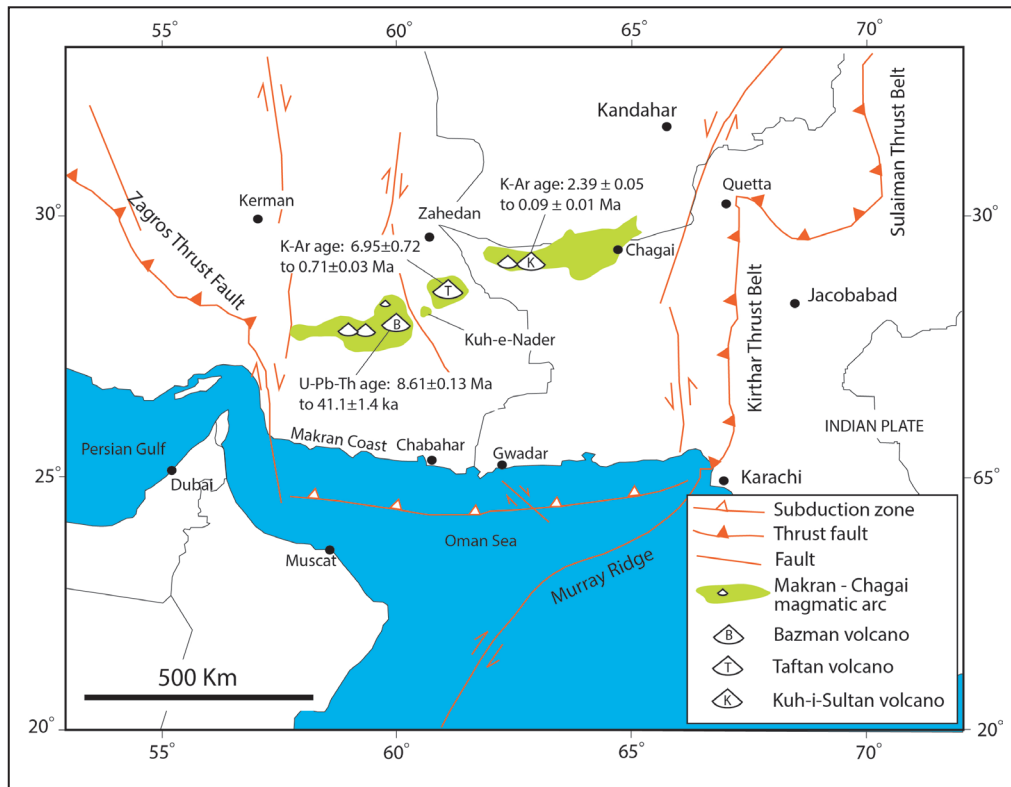 55°
60°
65°
70°
Kandahar
Sulaiman Thrust Belt
K-Ar age: 2.39 ± 0.05
to 0.09 ± 0.01 Ma
Quetta
Zagros Thrust Fault
Kerman
30°
30°
Zahedan
K-Ar age: 6.95±0.72
to 0.71±0.03 Ma
K
Chagai
T
Jacobabad
B
Kuh-e-Nader
Kirthar Thrust Belt
U-Pb-Th age: 8.61±0.13 Ma
to 41.1±1.4 ka
INDIAN PLATE
Makran Coast
Chabahar
Gwadar
Persian Gulf
25°
65°
Dubai
Karachi
Oman Sea
Muscat
Murray Ridge
Subduction zone
Thrust fault
Fault
Makran - Chagai
magmatic arc
B
Bazman volcano
T
Taftan volcano
K
Kuh-i-Sultan volcano
500 Km
20°
20°
55°
60°
65°
70°